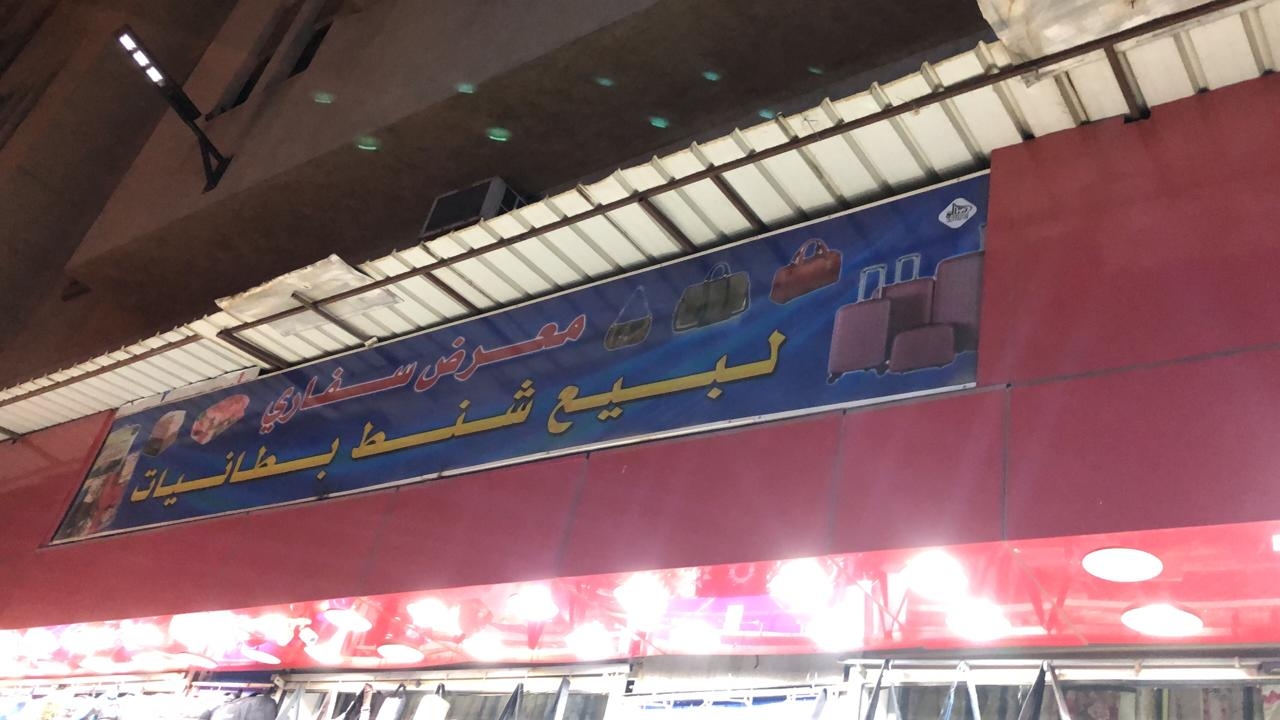 معرض سفاري
لبيع شنط بطانيات